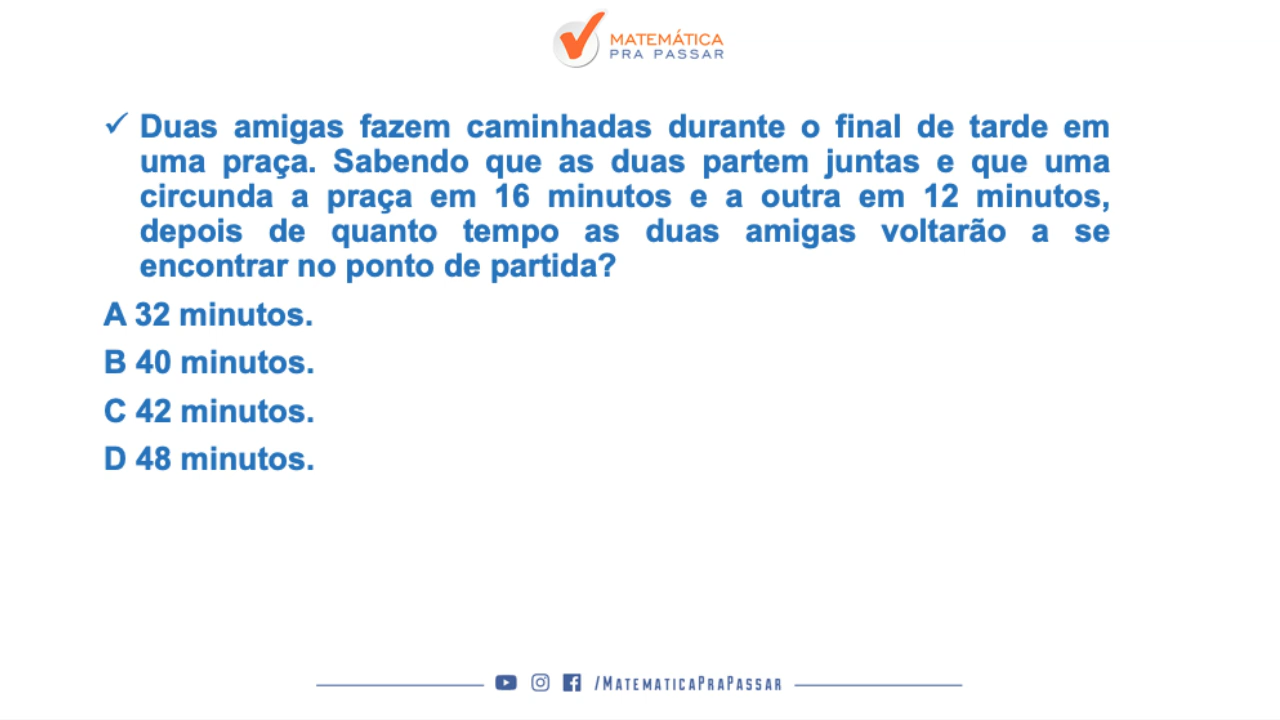 MATEMÁTICA
PRA PASSAR
✓ Duas amigas fazem caminhadas durante o final de tarde em
uma praça. Sabendo que as duas partem juntas e que uma
circunda a praça em 16 minutos e a outra em 12 minutos,
depois de quanto tempo as duas amigas voltarão a se
encontrar no ponto de partida?
A 32 minutos.
B 40 minutos.
C 42 minutos.
D 48 minutos.
/MATEMATICAPRAPASSAR